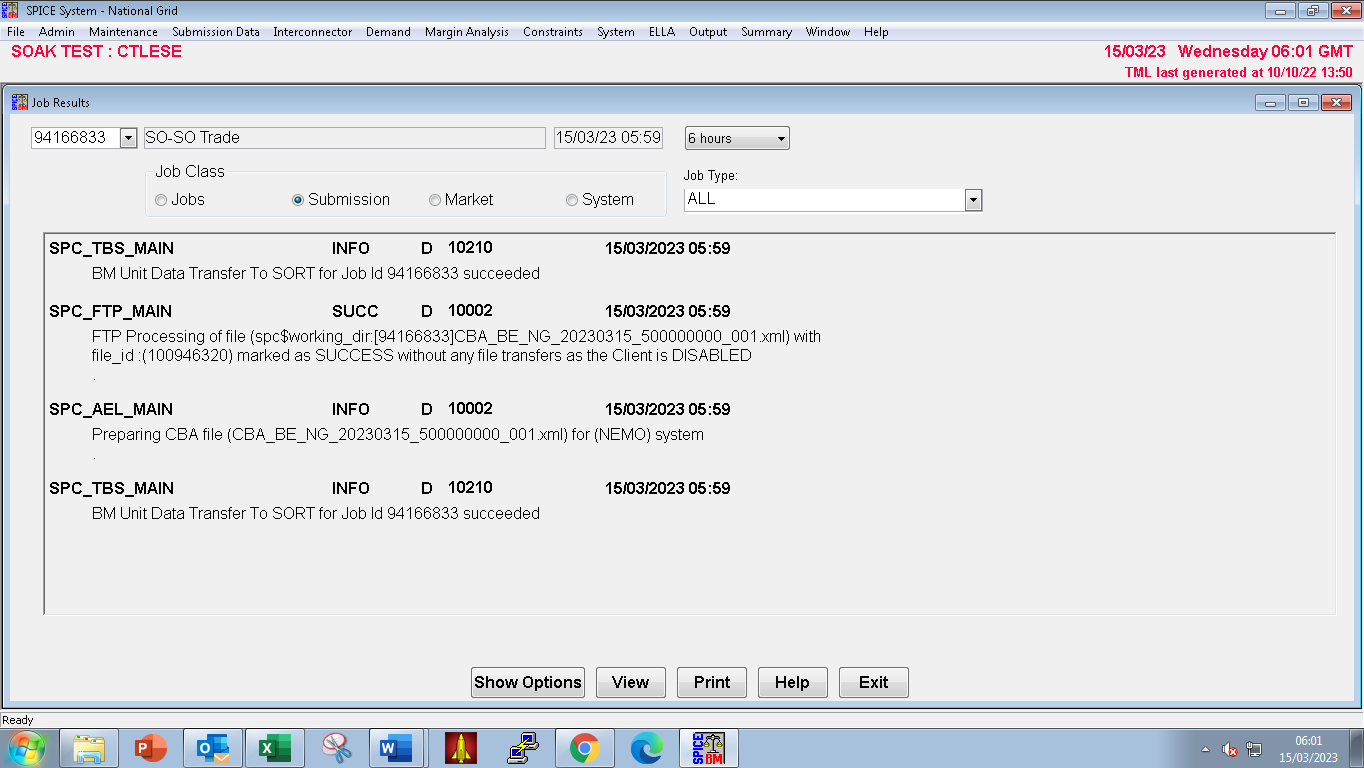 SPICE System - National Grid
File Admin Maintenance Submission Data Interconnector Demand Margin Analysis Constraints System ELLA Output Summary Window Help
SOAK TEST : CTLESE 15/03/23 Wednesday 06:01 GMT
TML last generated at 10/10/22 13:50
Job Results
94166833 SO-SO Trade 15/03/23 05:59 6 hours
Job Class Job Type:
Jobs Submission Market System ALL
SPC_TBS_MAIN INFO D 10210 15/03/2023 05:59
BM Unit Data Transfer To SORT for Job Id 94166833 succeeded
SPC_FTP_MAIN SUCC D 10002 15/03/2023 05:59
FTP Processing of file (spc$working_dir:[94166833]CBA_BE_NG_20230315_500000000_001.xml) with
file_id :(100946320) marked as SUCCESS without any file transfers as the Client is DISABLED
.
SPC_AEL_MAIN INFO D 10002 15/03/2023 05:59
Preparing CBA file (CBA_BE_NG_20230315_500000000_001.xml) for (NEMO) system
.
SPC_TBS_MAIN INFO D 10210 15/03/2023 05:59
BM Unit Data Transfer To SORT for Job Id 94166833 succeeded
Show Options View Print Help Exit
Ready
SPICE BM
06:01
15/03/2023